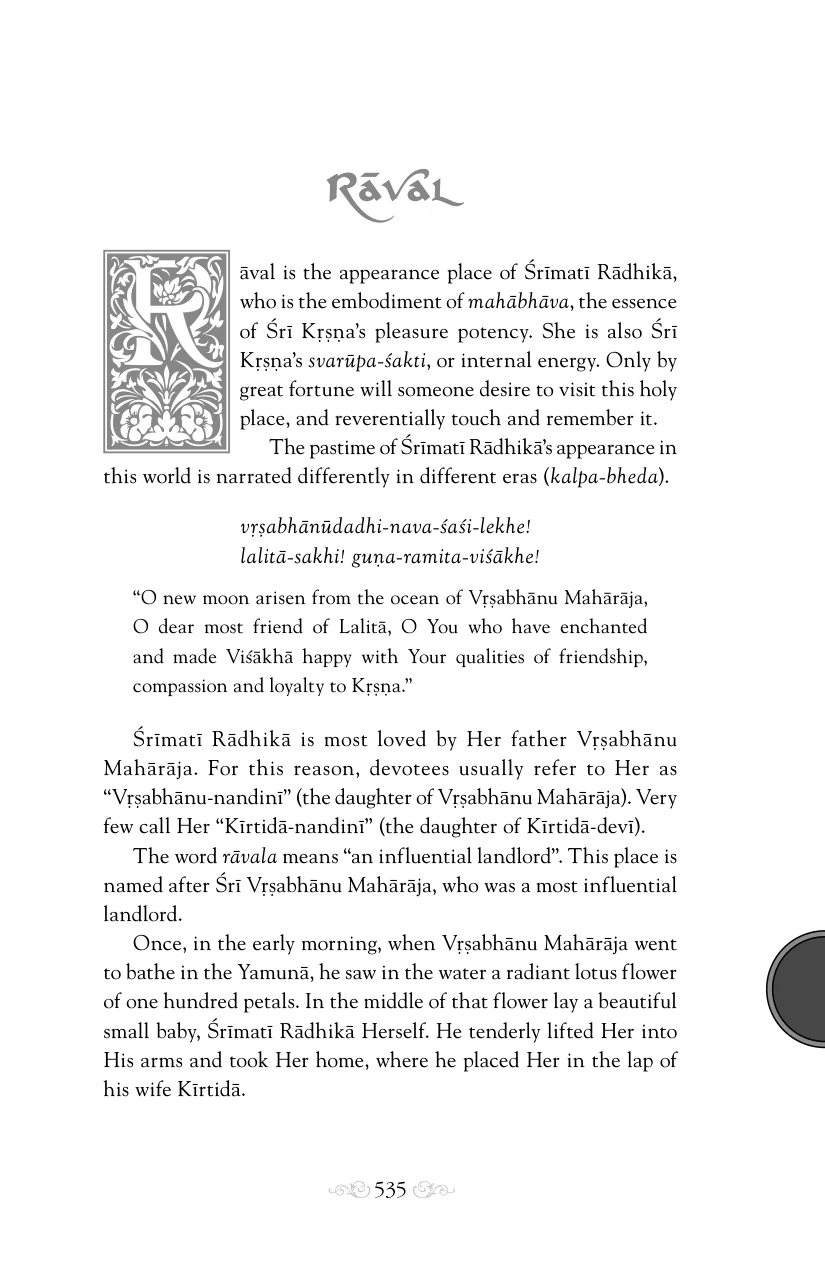 Rāval
Rāval is the appearance place of Śrīmatī Rādhikā,
who is the embodiment of mahābhāva, the essence
of Śrī Kṛṣṇa’s pleasure potency. She is also Śrī
Kṛṣṇa’s svarūpa-śakti, or internal energy. Only by
great fortune will someone desire to visit this holy
place, and reverentially touch and remember it.
The pastime of Śrīmatī Rādhikā’s appearance in
this world is narrated differently in different eras (kalpa-bheda).
vṛṣabhānūdadhi-nava-śaśi-lekhe!
lalitā-sakhi! guṇa-ramita-viśākhe!
“O new moon arisen from the ocean of Vṛṣabhānu Mahārāja,
O dear most friend of Lalitā, O You who have enchanted
and made Viśākhā happy with Your qualities of friendship,
compassion and loyalty to Kṛṣṇa.”
Śrīmatī Rādhikā is most loved by Her father Vṛṣabhānu
Mahārāja. For this reason, devotees usually refer to Her as
“Vṛṣabhānu-nandinī” (the daughter of Vṛṣabhānu Mahārāja). Very
few call Her “Kīrtidā-nandinī” (the daughter of Kīrtidā-devī).
The word rāvala means “an influential landlord”. This place is
named after Śrī Vṛṣabhānu Mahārāja, who was a most influential
landlord.
Once, in the early morning, when Vṛṣabhānu Mahārāja went
to bathe in the Yamunā, he saw in the water a radiant lotus flower
of one hundred petals. In the middle of that flower lay a beautiful
small baby, Śrīmatī Rādhikā Herself. He tenderly lifted Her into
His arms and took Her home, where he placed Her in the lap of
his wife Kīrtidā.
535